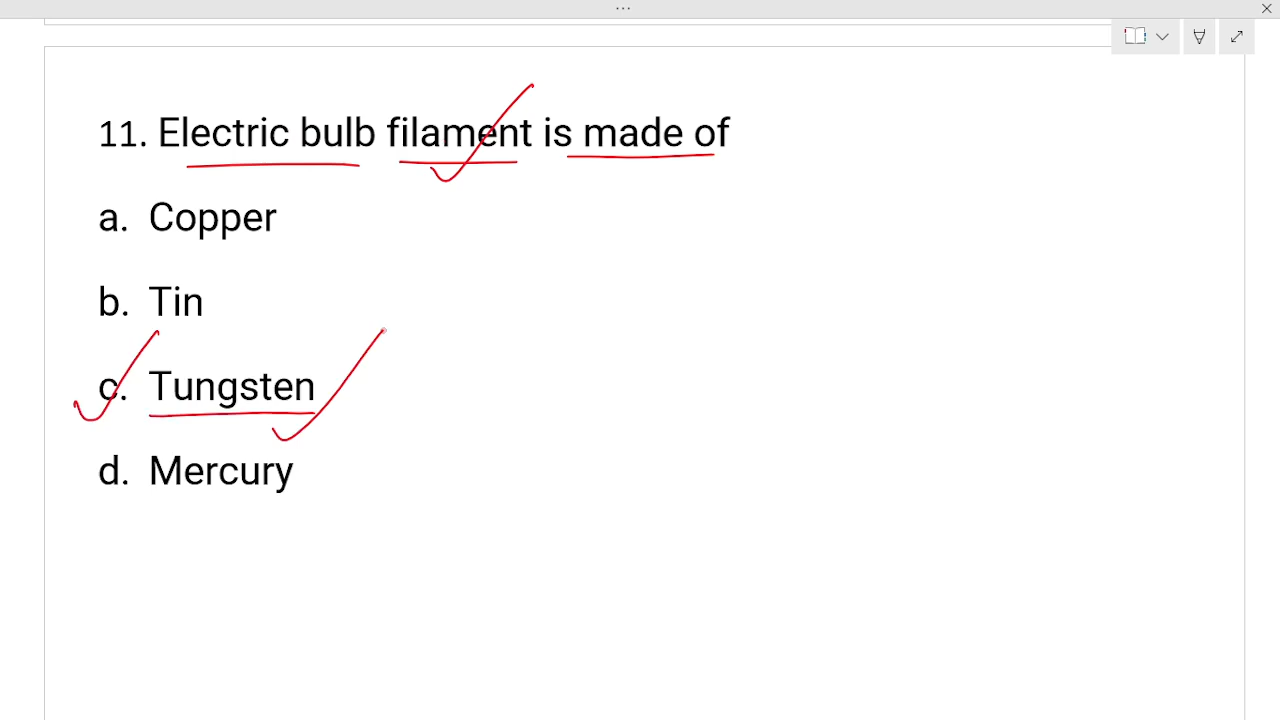 11. Electric bulb filament is made of
a. Copper
b. Tin
c. Tungsten
d. Mercury